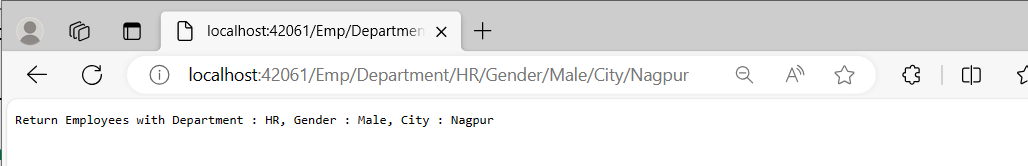 localhost:42061/Emp/Departmen
localhost:42061/Emp/Department/HR/Gender/Male/City/Nagpur
Return Employees with Department : HR, Gender : Male, City : Nagpur